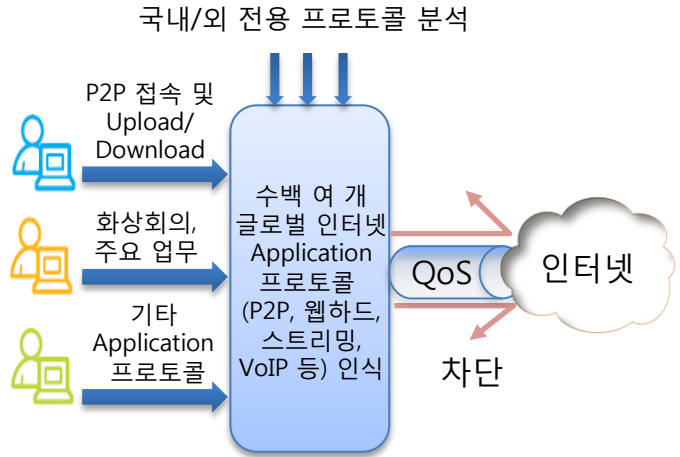 국내/외 전용 프로토콜 분석
P2P 접속 및
Upload/
Download
화상회의,
주요 업무
기타
Application
프로토콜
수백 여 개
글로벌 인터넷
Application
프로토콜
(P2P, 웹하드,
스트리밍,
VoIP 등) 인식
QoS
인터넷
차단